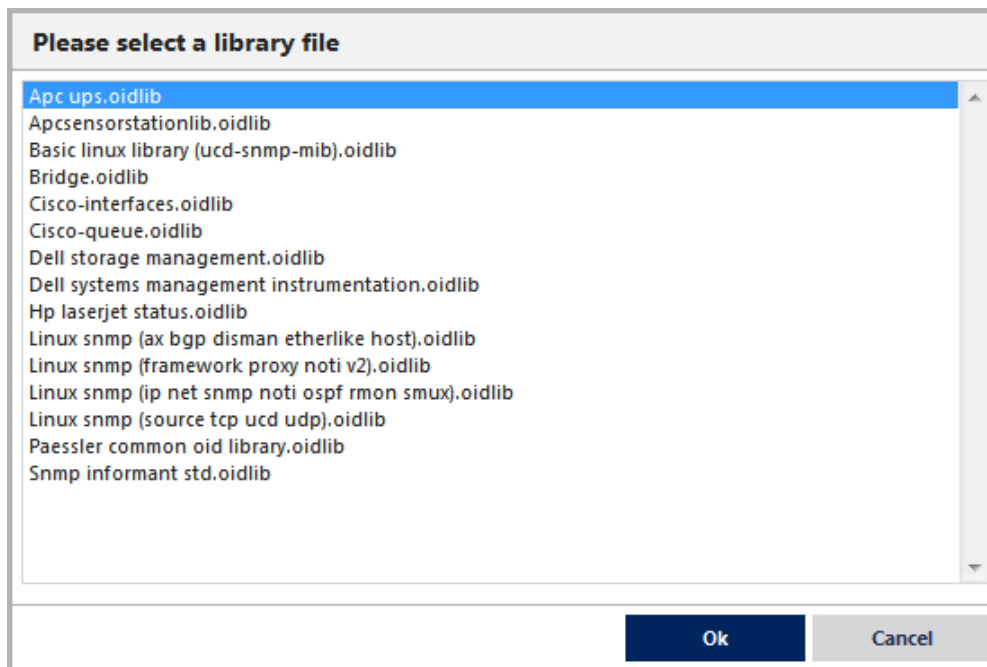 Please select a library file
Apc ups.oidlib
Apcsensorstationlib.oidlib
Basic linux library (ucd-snmp-mib).oidlib
Bridge.oidlib
Cisco-interfaces.oidlib
Cisco-queue.oidlib
Dell storage management.oidlib
Dell systems management instrumentation.oidlib
Hp laserjet status.oidlib
Linux snmp (ax bgp disman etherlike host).oidlib
Linux snmp (framework proxy noti v2).oidlib
Linux snmp (ip net snmp noti ospf rmon smux).oidlib
Linux snmp (source tcp ucd udp).oidlib
Paessler common oid library.oidlib
Snmp informant std.oidlib
Ok Cancel